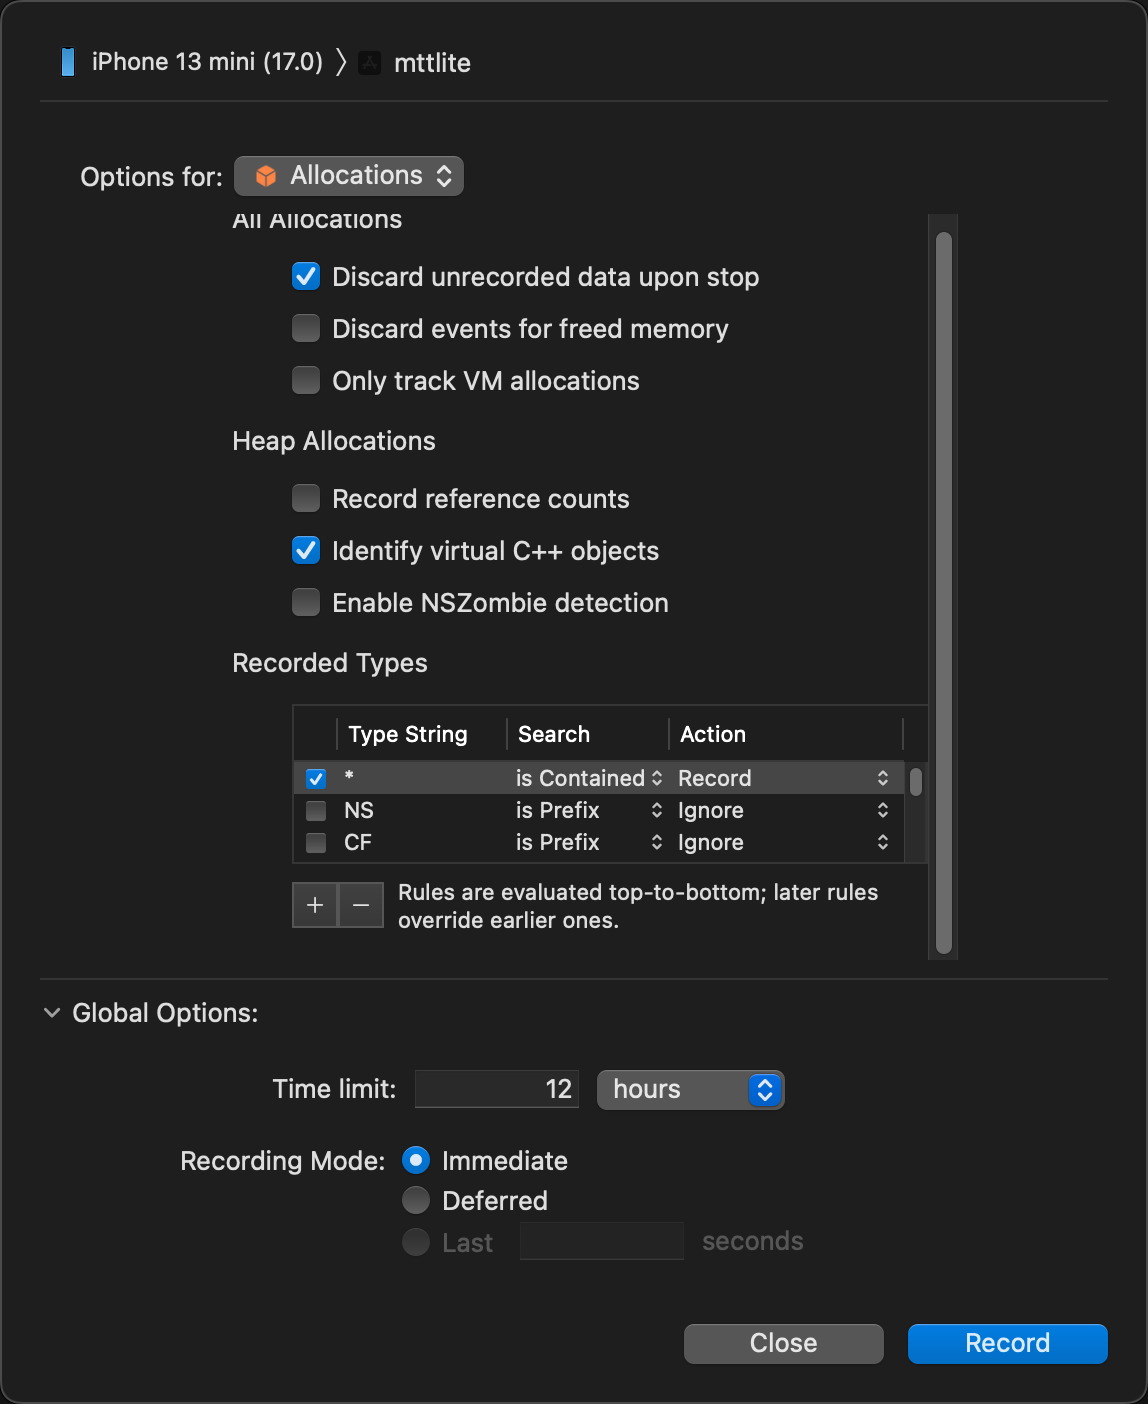 iPhone 13 mini (17.0) 〉 mttlite
Options for: Allocations
All Allocations
Discard unrecorded data upon stop
Discard events for freed memory
Only track VM allocations
Heap Allocations
Record reference counts
Identify virtual C++ objects
Enable NSZombie detection
Recorded Types
Type String Search Action
* is Contained Record
NS is Prefix Ignore
CF is Prefix Ignore
+ − Rules are evaluated top-to-bottom; later rules
override earlier ones.
Global Options:
Time limit: 12 hours
Recording Mode: Immediate
Deferred
Last seconds
Close Record